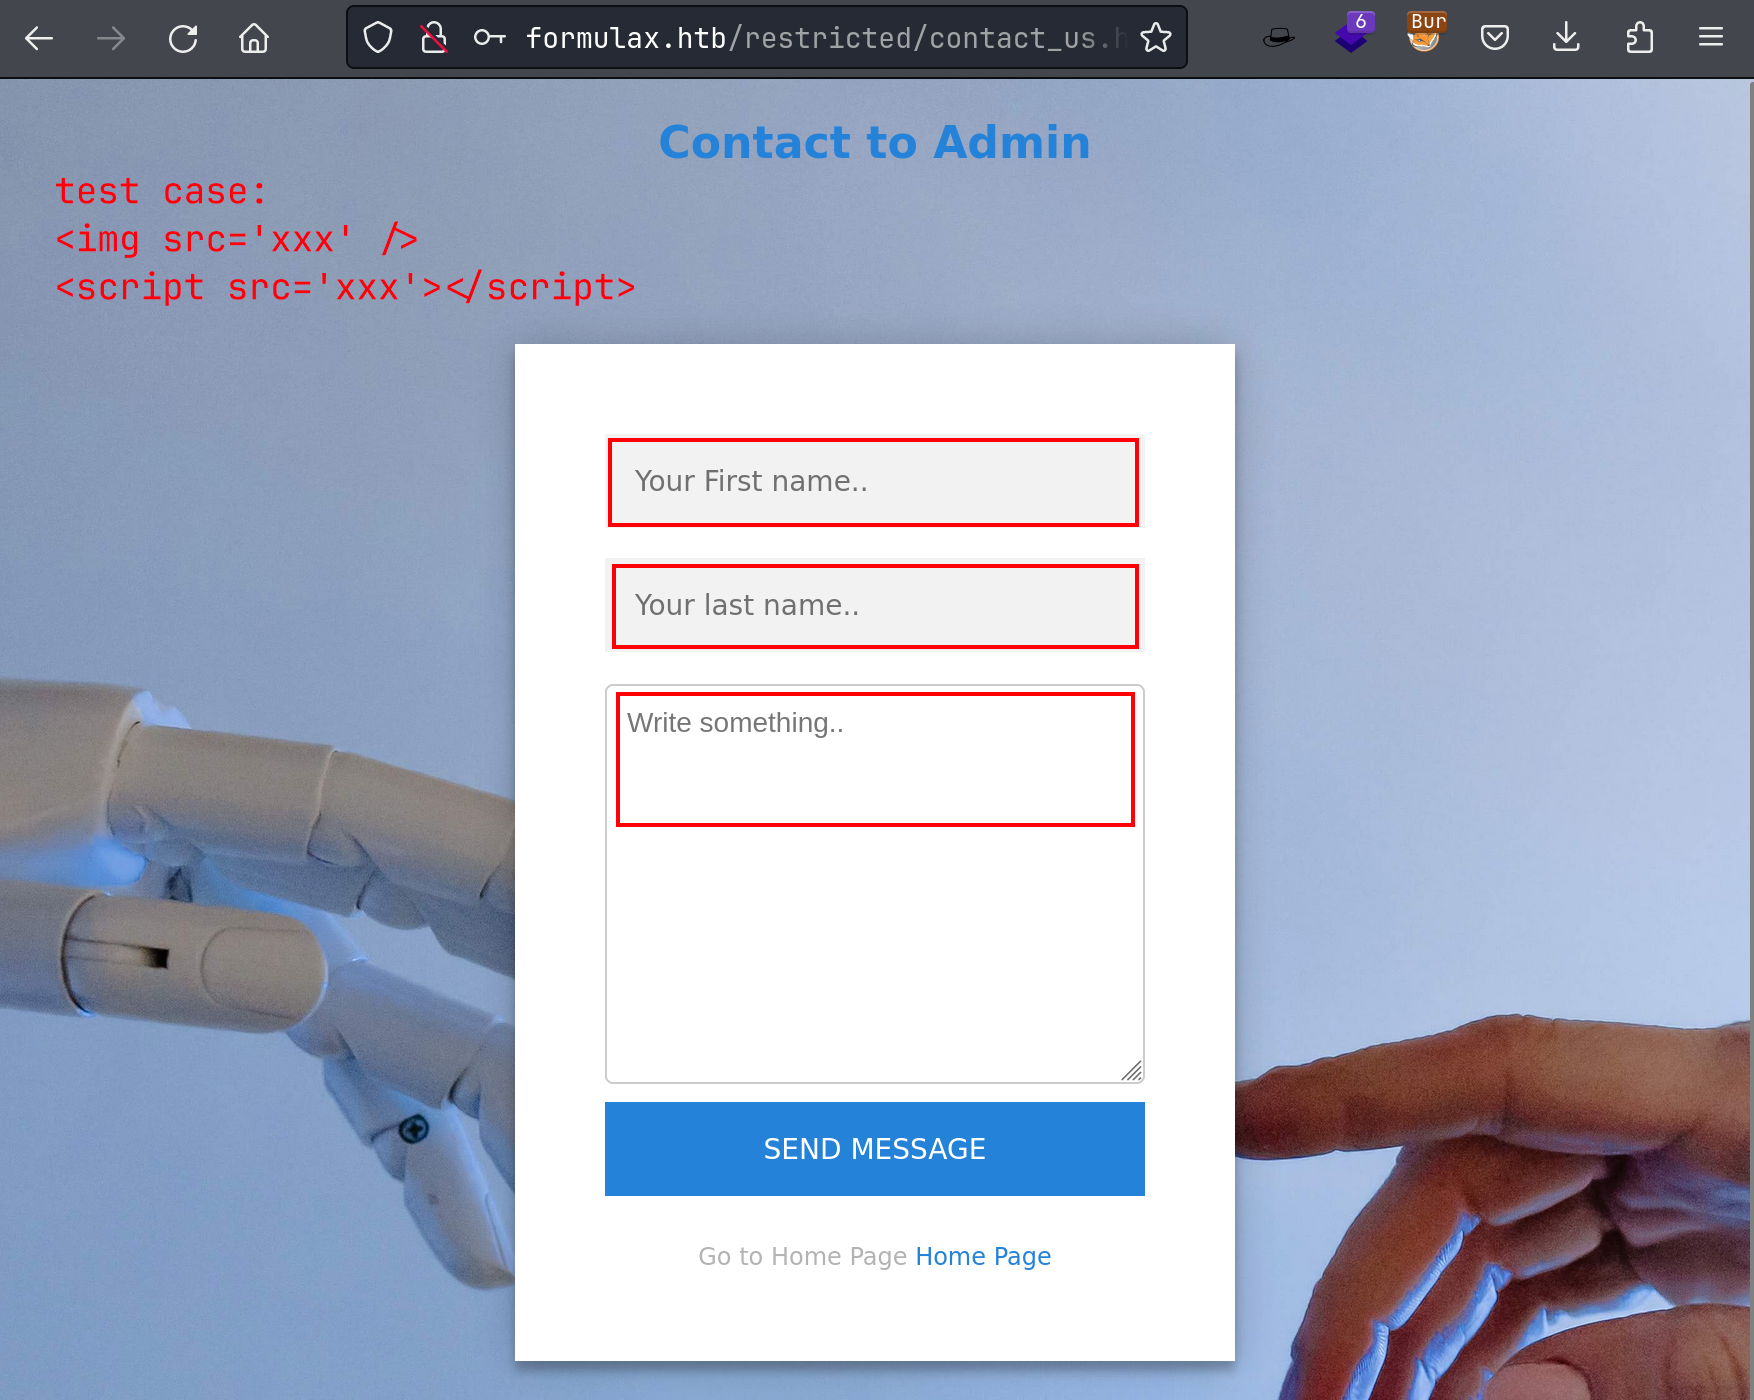 formulax.htb/restricted/contact_us.h
6
Bur
Contact to Admin
test case:
<img src='xxx' />
<script src='xxx'></script>
Your First name..
Your last name..
Write something..
SEND MESSAGE
Go to Home Page Home Page